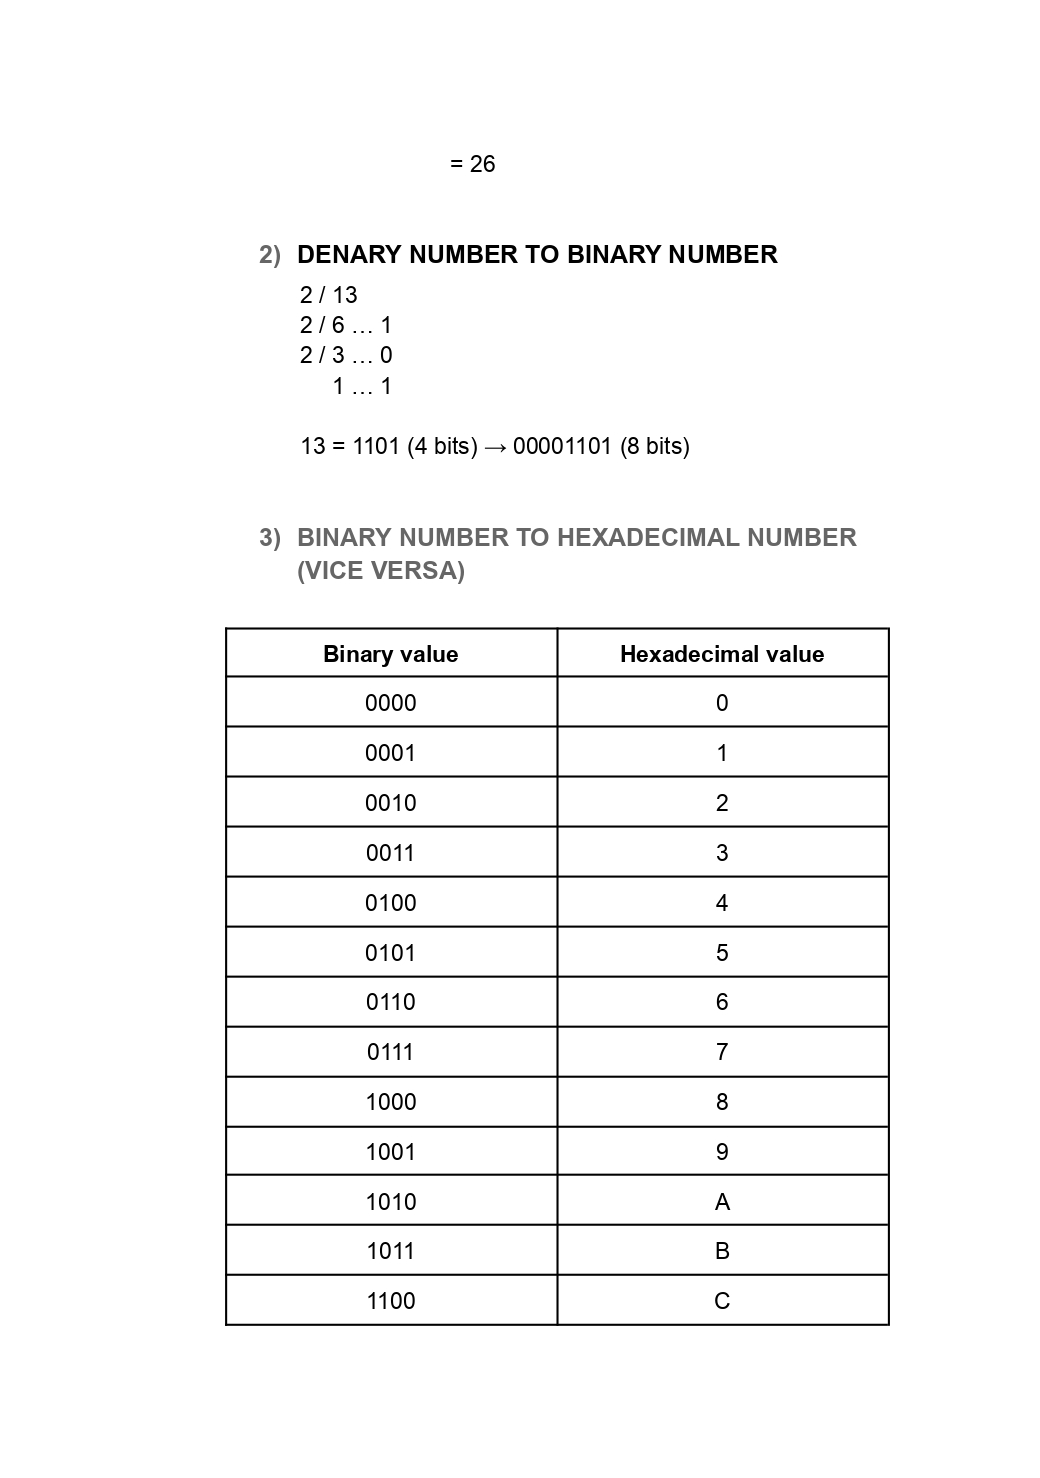 = 26
2) DENARY NUMBER TO BINARY NUMBER
2 / 13
2 / 6 … 1
2 / 3 … 0
1 … 1
13 = 1101 (4 bits) → 00001101 (8 bits)
3) BINARY NUMBER TO HEXADECIMAL NUMBER
(VICE VERSA)
Binary value Hexadecimal value
0000 0
0001 1
0010 2
0011 3
0100 4
0101 5
0110 6
0111 7
1000 8
1001 9
1010 A
1011 B
1100 C